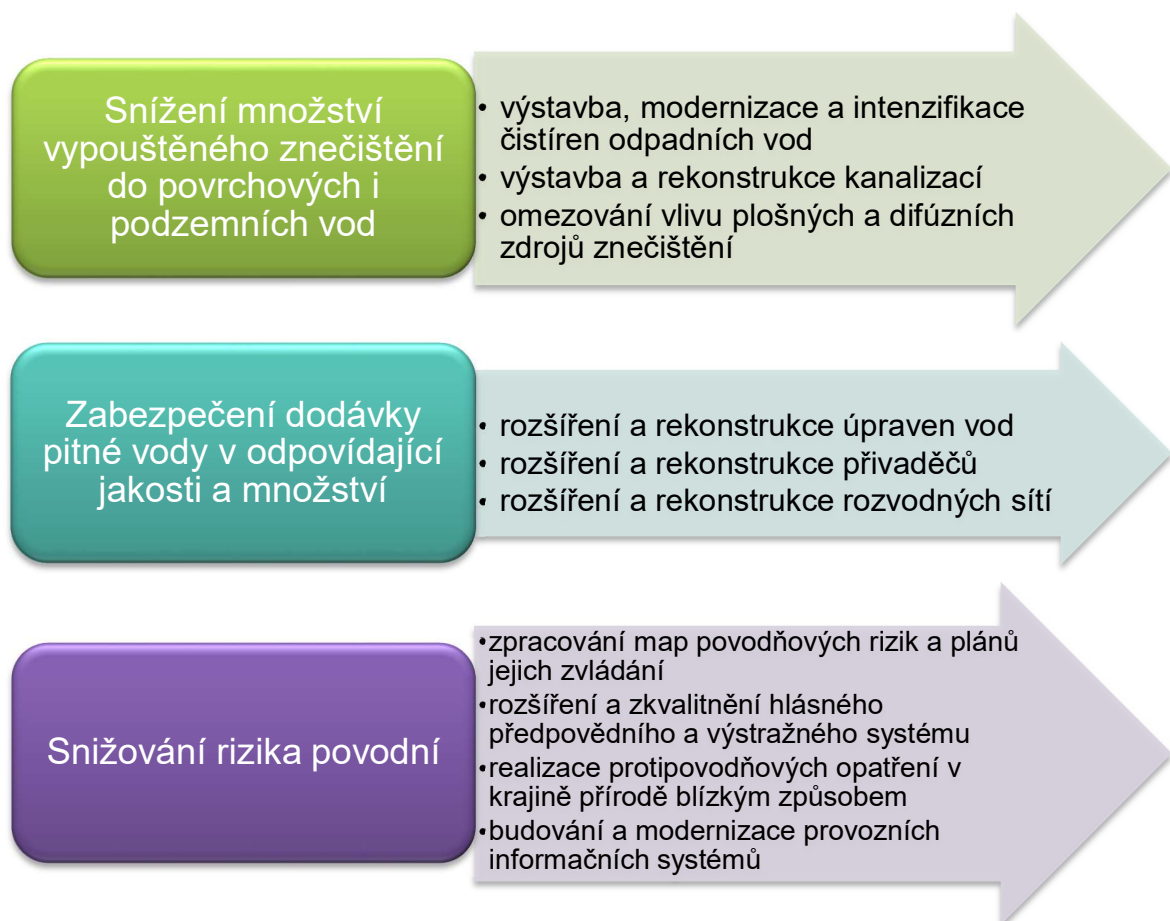 Snížení množství
vypouštěného znečištění
do povrchových i
podzemních vod
• výstavba, modernizace a intenzifikace
čistíren odpadních vod
• výstavba a rekonstrukce kanalizací
• omezování vlivu plošných a difúzních
zdrojů znečištění
Zabezpečení dodávky
pitné vody v odpovídající
jakosti a množství
• rozšíření a rekonstrukce úpraven vod
• rozšíření a rekonstrukce přivaděčů
• rozšíření a rekonstrukce rozvodných sítí
Snižování rizika povodní
•zpracování map povodňových rizik a plánů
jejich zvládání
•rozšíření a zkvalitnění hlásného
předpovědního a výstražného systému
•realizace protipovodňových opatření v
krajině přírodě blízkým způsobem
•budování a modernizace provozních
informačních systémů